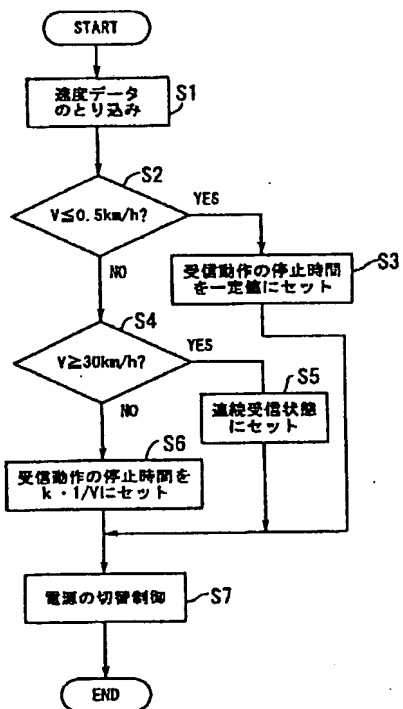 START
速度データ
のとり込み
S1
S2
V≦0.5km/h?
YES
NO
受信動作の停止時間
を一定値にセット
S3
S4
V≧30km/h?
YES
NO
S5
連続受信状態
にセット
S6
受信動作の停止時間を
k・1/Vにセット
電源の切替制御
S7
END